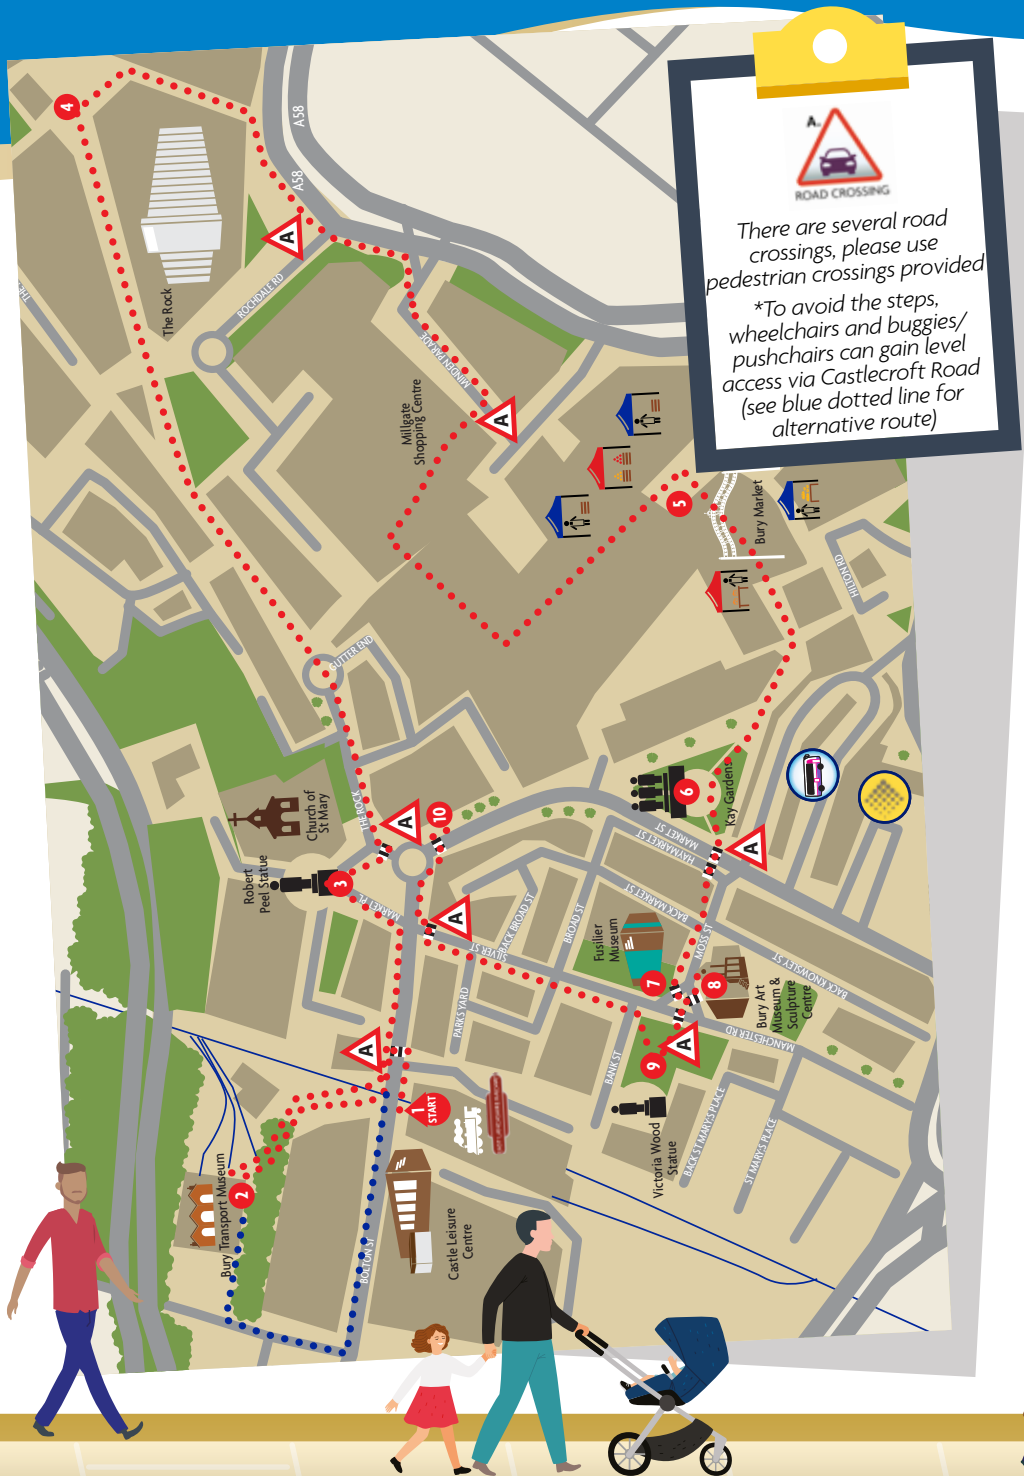 A.
ROAD CROSSING
There are several road
crossings, please use
pedestrian crossings provided
*To avoid the steps,
wheelchairs and buggies/
pushchairs can gain level
access via Castlecroft Road
(see blue dotted line for
alternative route)
A58
A58
4
A
ROCHDALE RD
The Rock
MINDEN PARADE
Millgate
Shopping Centre
A
5
Bury Market
HILTON RD
GUTTER END
6
Kay Gardens
Church of
St Mary
THE ROCK
A
10
MARKET ST
HAYMARKET ST
A
Robert
Peel Statue
3
MARKET PL
BACK MARKET ST
A
SILVER ST
BACK BROAD ST
BROAD ST
Fusilier
Museum
MOSS ST
BACK KNOWSLEY ST
7
8
Bury Art
Museum &
Sculpture
Centre
PARKS YARD
A
MANCHESTER RD
A
9
BANK ST
1
START
BACK ST MARY'S PLACE
ST MARY'S PLACE
Victoria Wood
Statue
2
Bury Transport Museum
BOLTON ST
Castle Leisure
Centre